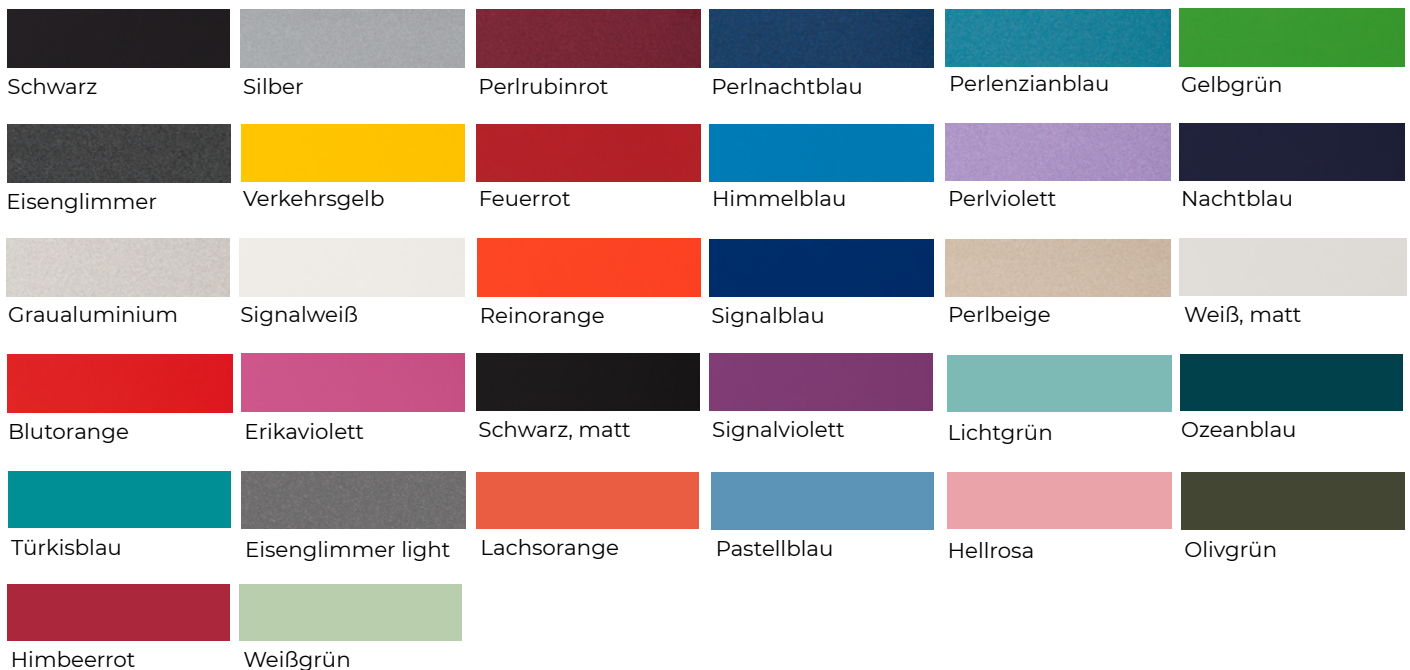 Schwarz
Silber
Perlrubinrot
Perlnachtblau
Perlenzianblau
Gelbgrün
Eisenglimmer
Verkehrsgelb
Feuerrot
Himmelblau
Perlviolett
Nachtblau
Graualuminium
Signalweiß
Reinorange
Signalblau
Perlbeige
Weiß, matt
Blutorange
Erikaviolett
Schwarz, matt
Signalviolett
Lichtgrün
Ozeanblau
Türkisblau
Eisenglimmer light
Lachsorange
Pastellblau
Hellrosa
Olivgrün
Himbeerrot
Weißgrün